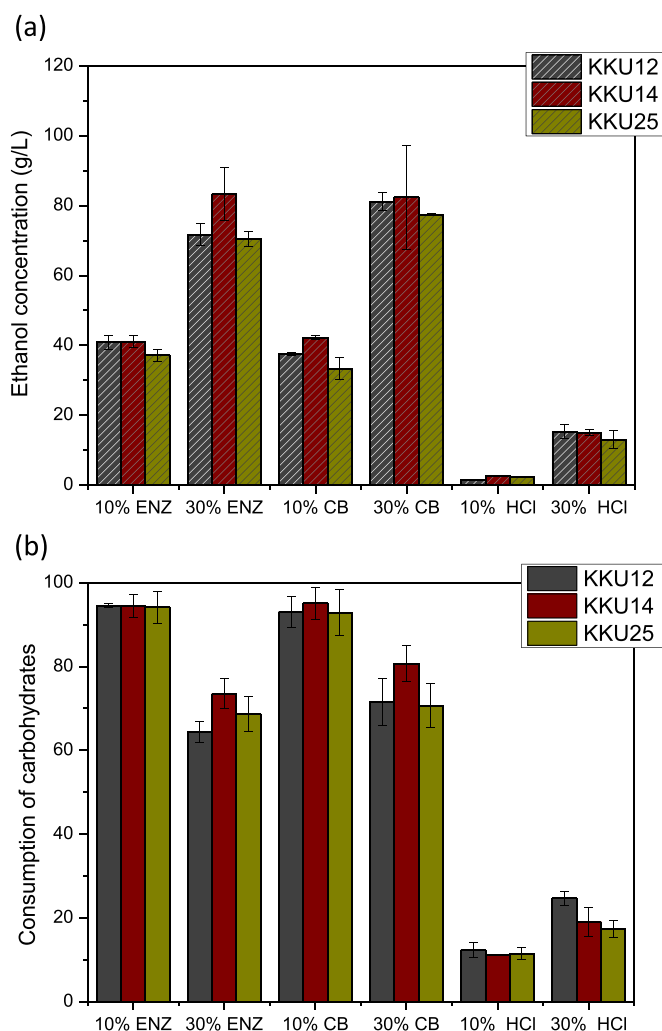 (a)
KKU12
KKU14
KKU25
Ethanol concentration (g/L)
120
100
80
60
40
20
0
10% ENZ 30% ENZ 10% CB 30% CB 10% HCl 30% HCl
(b)
KKU12
KKU14
KKU25
Consumption of carbohydrates
100
80
60
40
20
0
10% ENZ 30% ENZ 10% CB 30% CB 10% HCl 30% HCl